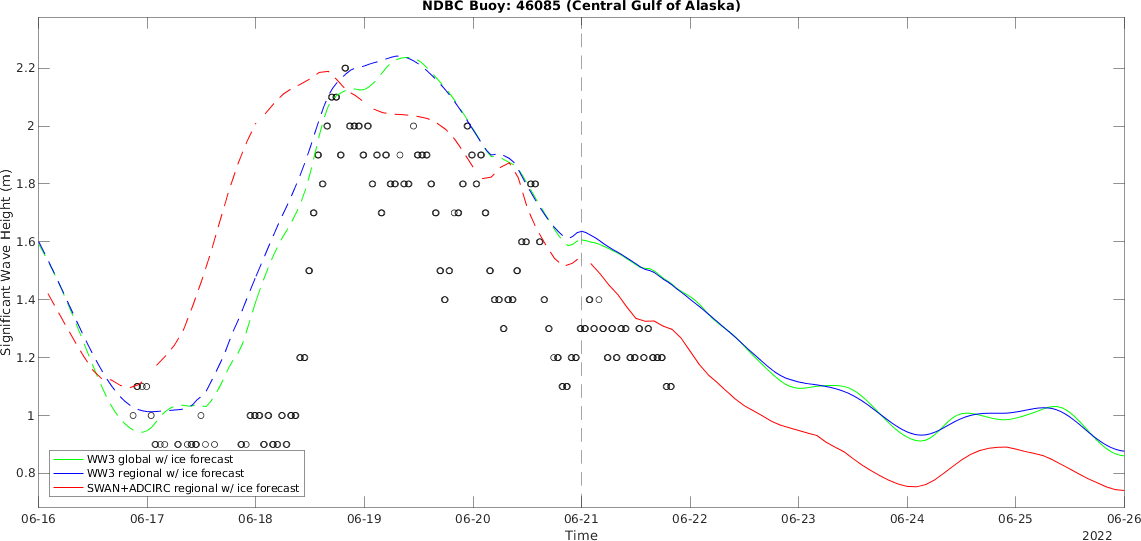 NDBC Buoy: 46085 (Central Gulf of Alaska)
Significant Wave Height (m)
2.2
2
1.8
1.6
1.4
1.2
1
0.8
WW3 global w/ ice forecast
WW3 regional w/ ice forecast
SWAN+ADCIRC regional w/ ice forecast
06-16 06-17 06-18 06-19 06-20 06-21 06-22 06-23 06-24 06-25 06-26
Time
2022